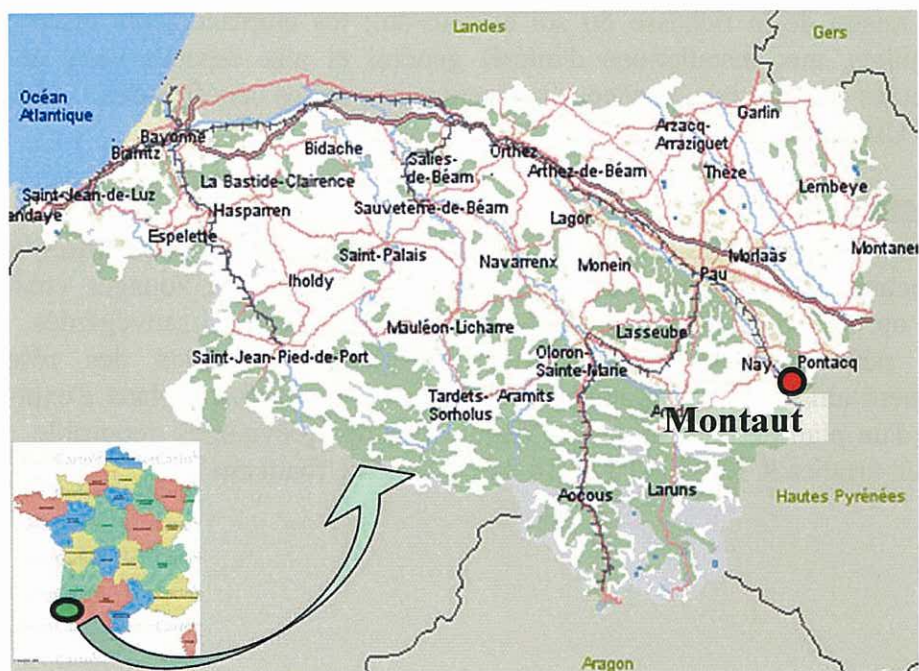 Landes
Gers
Océan
Atlantique
Garlin
Bayonne
Biarritz
Bidache
Orthez
Arzacq-
Arraziguet
Salies-
de-Béarn
Arthez-de-Béarn
Thèze
Lembeye
Saint-Jean-de-Luz
La Bastide-Clairence
Hasparren
Sauveterre-de-Béarn
Lagor
endaye
Espelette
Saint-Palais
Navarrenx
Monein
Morlaàs
Montaner
Iholdy
Pau
Mauléon-Licharre
Lasseube
Saint-Jean-Pied-de-Port
Oloron-
Sainte-Marie
Nay
Pontacq
Tardets-
Sorholus
Aramits
Montaut
Accous
Laruns
Hautes Pyrénées
Aragon